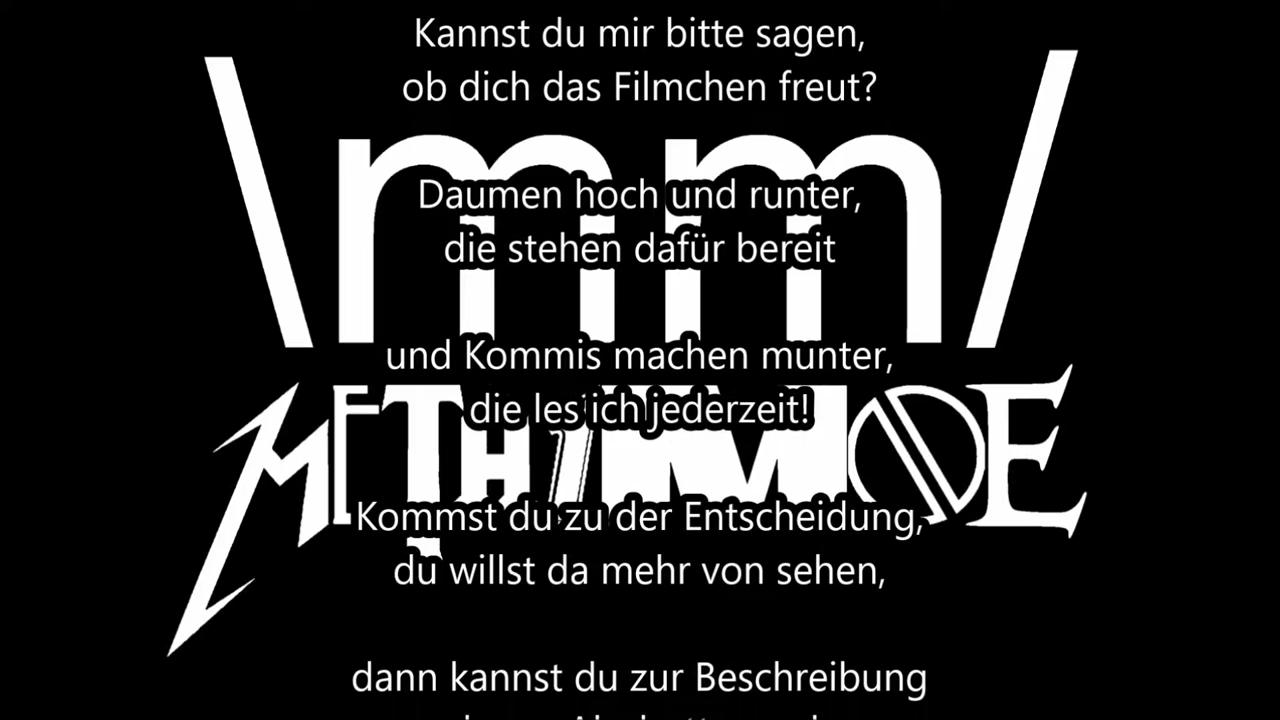 Kannst du mir bitte sagen,
ob dich das Filmchen freut?
\mm/
Daumen hoch und runter,
die stehen dafür bereit
und Kommis machen munter,
die les ich jederzeit!
Kommst du zu der Entscheidung,
du willst da mehr von sehen,
dann kannst du zur Beschreibung